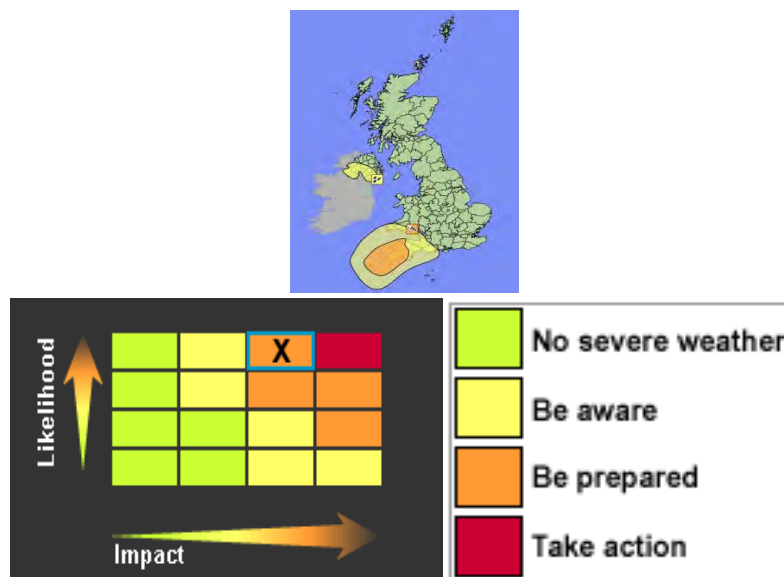 Likelihood
X
Impact
No severe weather
Be aware
Be prepared
Take action